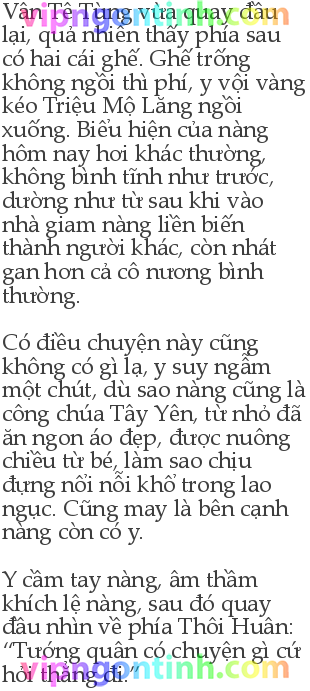 Vân Tê Tùng vừa quay đầu
lại, quả nhiên thấy phía sau
có hai cái ghế. Ghế trống
không ngồi thì phí, y vội vàng
kéo Triệu Mộ Lăng ngồi
xuống. Biểu hiện của nàng
hôm nay hơi khác thường,
không bình tĩnh như trước,
dường như từ sau khi vào
nhà giam nàng liền biến
thành người khác, còn nhát
gan hơn cả cô nương bình
thường.
Có điều chuyện này cũng
không có gì lạ, y suy ngẫm
một chút, dù sao nàng cũng là
công chúa Tây Yên, từ nhỏ đã
ăn ngon áo đẹp, được nuông
chiều từ bé, làm sao chịu
đựng nổi nỗi khổ trong lao
ngục. Cũng may là bên cạnh
nàng còn có y.
Y cầm tay nàng, âm thầm
khích lệ nàng, sau đó quay
đầu nhìn về phía Thôi Huân:
“Tướng quân có chuyện gì cứ
hỏi thẳng đi.”
vipngontinh.com
vipngontinh.com